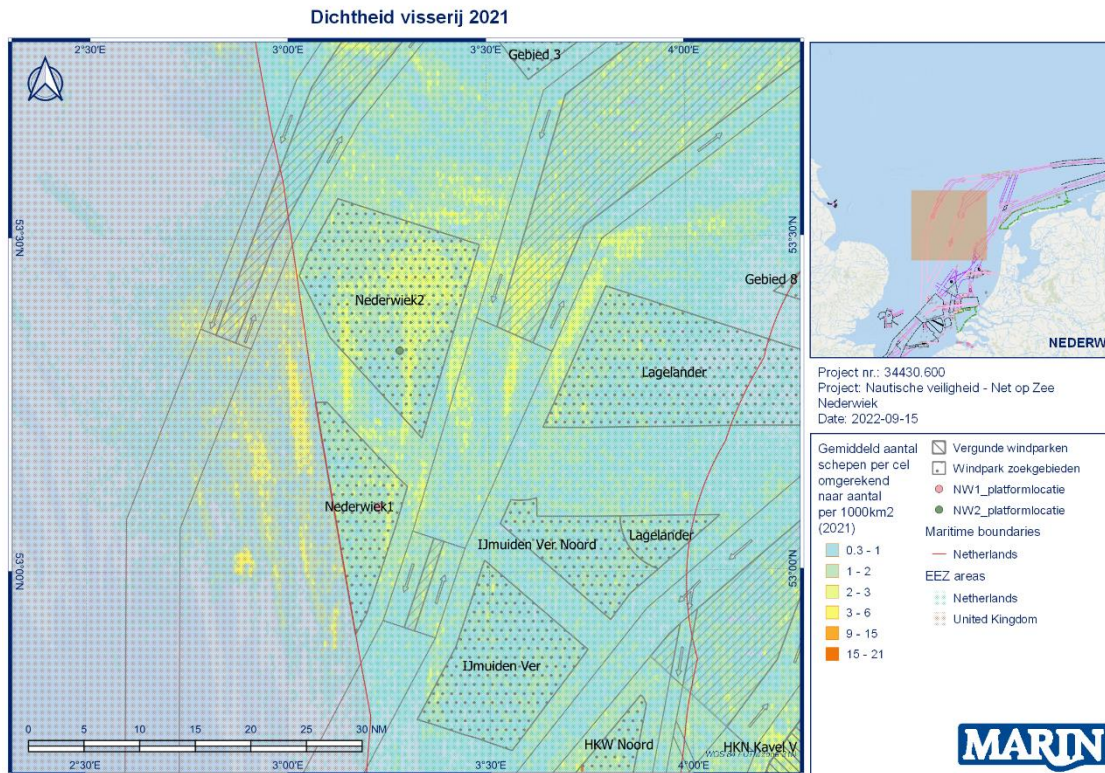 Dichtheid visserij 2021
2°30'E
3°00'E
3°30'E
4°00'E
Gebied 3
53°30'N
53°30'N
Gebied 8
Nederwiek2
Lagelander
Nederwiek1
IJmuiden Ver Noord
Lagelander
53°00'N
53°00'N
IJmuiden Ver
HKW Noord
HKN Kavel V
0
5
10
15
20
25
30 NM
2°30'E
3°00'E
3°30'E
4°00'E
NEDERW
Project nr.: 34430.600
Project: Nautische veiligheid - Net op Zee
Nederwiek
Date: 2022-09-15
Gemiddeld aantal
schepen per cel
omgerekend
naar aantal
per 1000km2
(2021)
0.3 - 1
1 - 2
2 - 3
3 - 6
9 - 15
15 - 21
Vergunde windparken
Windpark zoekgebieden
NW1_platformlocatie
NW2_platformlocatie
Maritime boundaries
Netherlands
EEZ areas
Netherlands
United Kingdom
MARIN